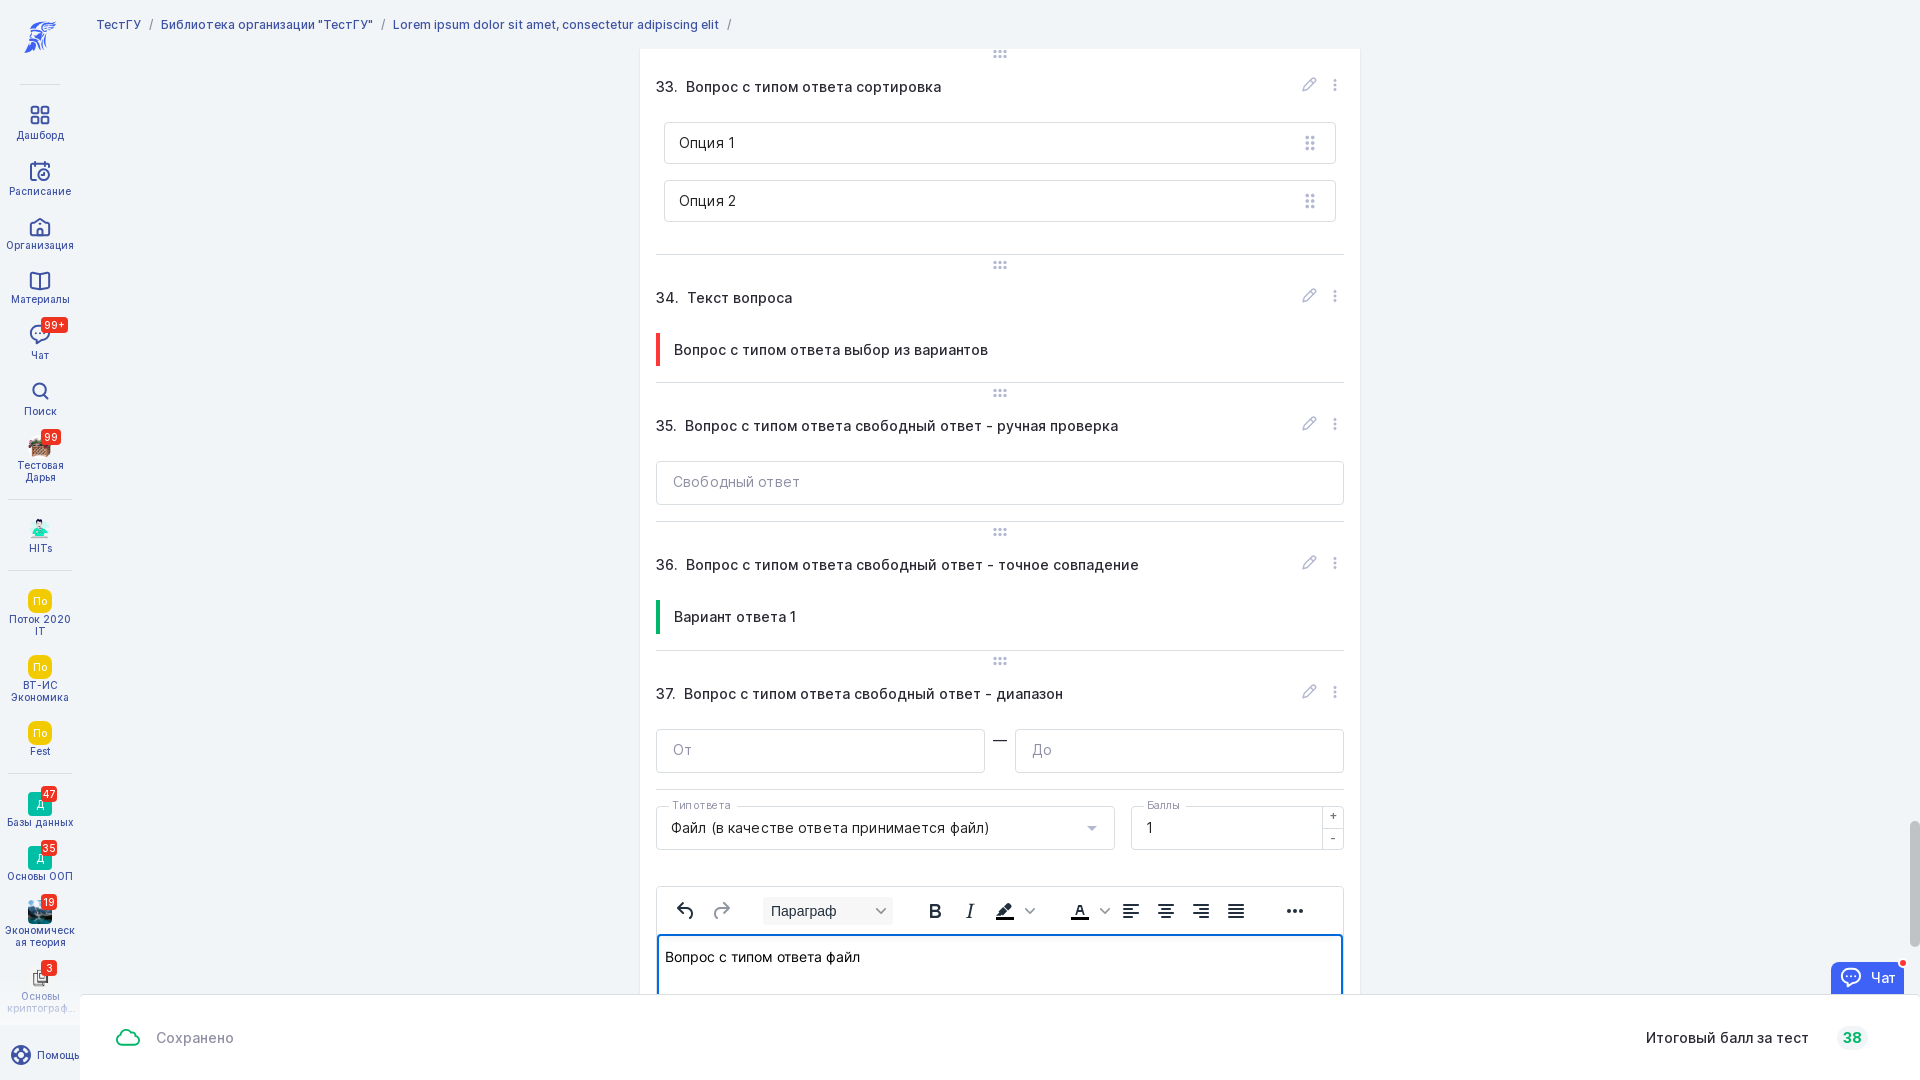 ТестГУ / Библиотека организации "ТестГУ" / Lorem ipsum dolor sit amet, consectetur adipiscing elit /
Дашборд
Расписание
Организация
Материалы
99+
Чат
Поиск
99
Тестовая
Дарья
HITs
По
Поток 2020
IT
По
ВТ-ИС
Экономика
По
Fest
47
Д
Базы данных
35
Д
Основы ООП
19
Экономическ
ая теория
3
Основы
криптограф...
Помощь
33. Вопрос с типом ответа сортировка
Опция 1
Опция 2
34. Текст вопроса
Вопрос с типом ответа выбор из вариантов
35. Вопрос с типом ответа свободный ответ - ручная проверка
Свободный ответ
36. Вопрос с типом ответа свободный ответ - точное совпадение
Вариант ответа 1
37. Вопрос с типом ответа свободный ответ - диапазон
От — До
Тип ответа
Файл (в качестве ответа принимается файл)
Баллы
1
+
-
Параграф
B I A
Вопрос с типом ответа файл
Чат
Сохранено
Итоговый балл за тест 38